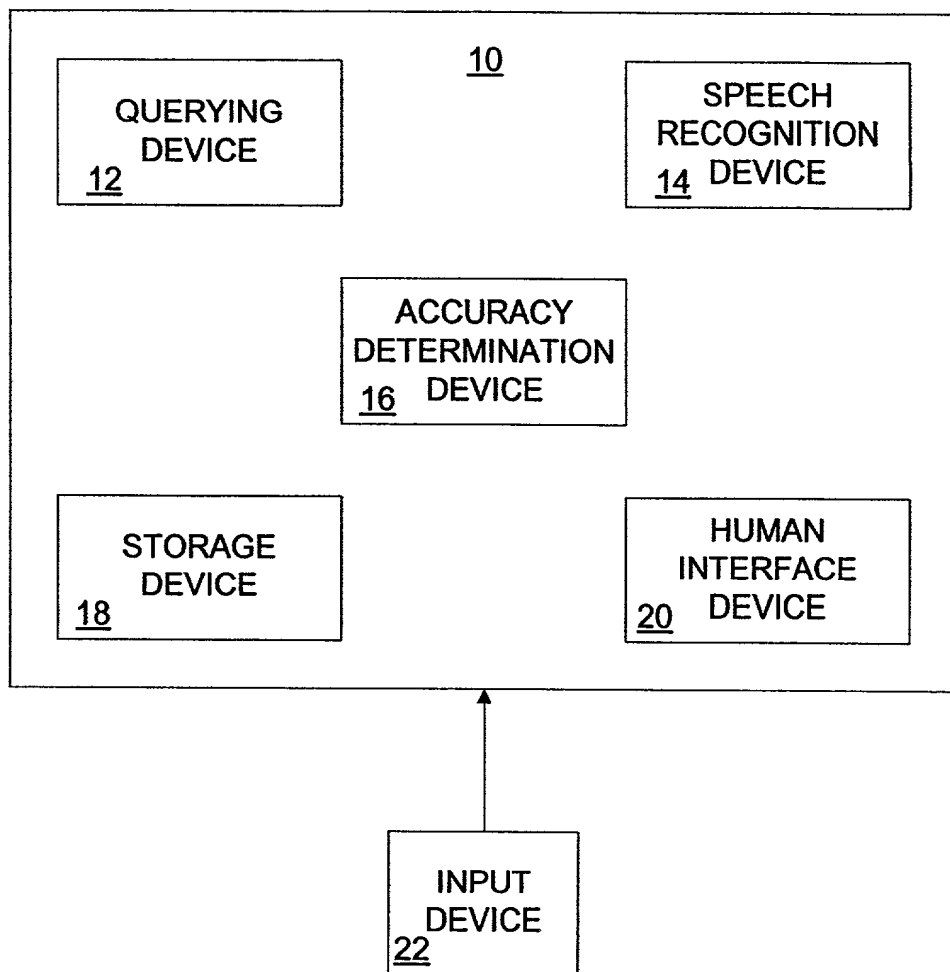 10
QUERYING
DEVICE
12
SPEECH
RECOGNITION
DEVICE
14
ACCURACY
DETERMINATION
DEVICE
16
STORAGE
DEVICE
18
HUMAN
INTERFACE
DEVICE
20
INPUT
DEVICE
22